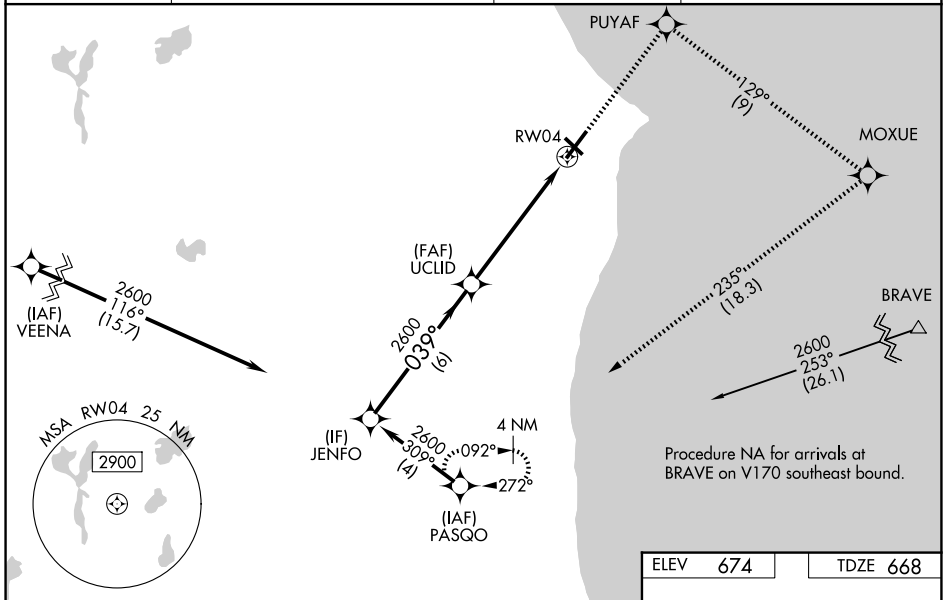 PUYAF
129°
(9)
RW04
MOXUE
(FAF)
UCLID
235°
(18.3)
BRAVE
2600
116°
(15.7)
(IAF)
VEENA
2600
039°
(6)
2600
253°
(26.1)
MSA RW04 25 NM
2900
(IF)
JENFO
2600
309°
(4)
4 NM
092°
272°
(IAF)
PASQO
Procedure NA for arrivals at
BRAVE on V170 southeast bound.
ELEV 674
TDZE 668